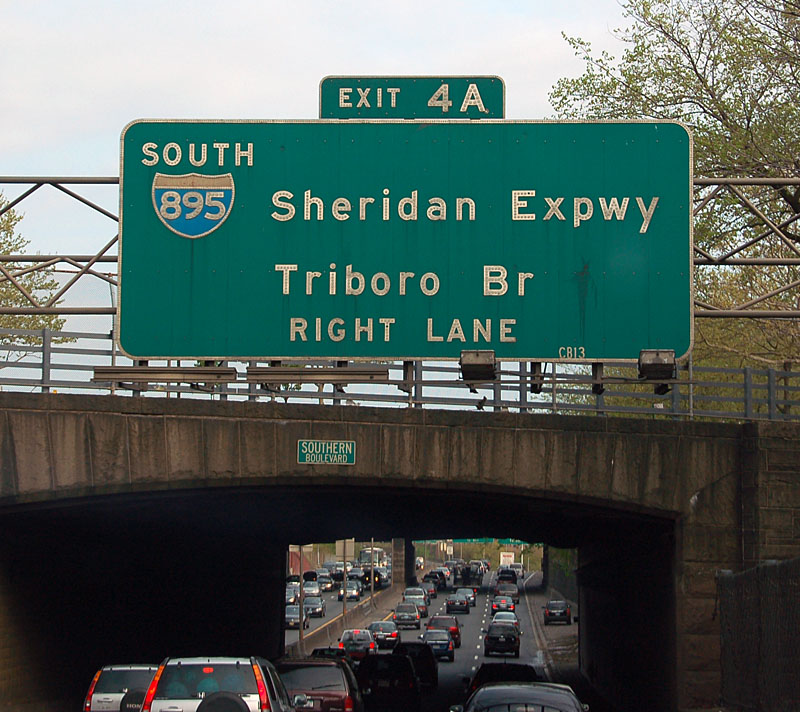 EXIT 4A
SOUTH
895
Sheridan Expwy
Triboro Br
RIGHT LANE
CB13
SOUTHERN
BOULEVARD